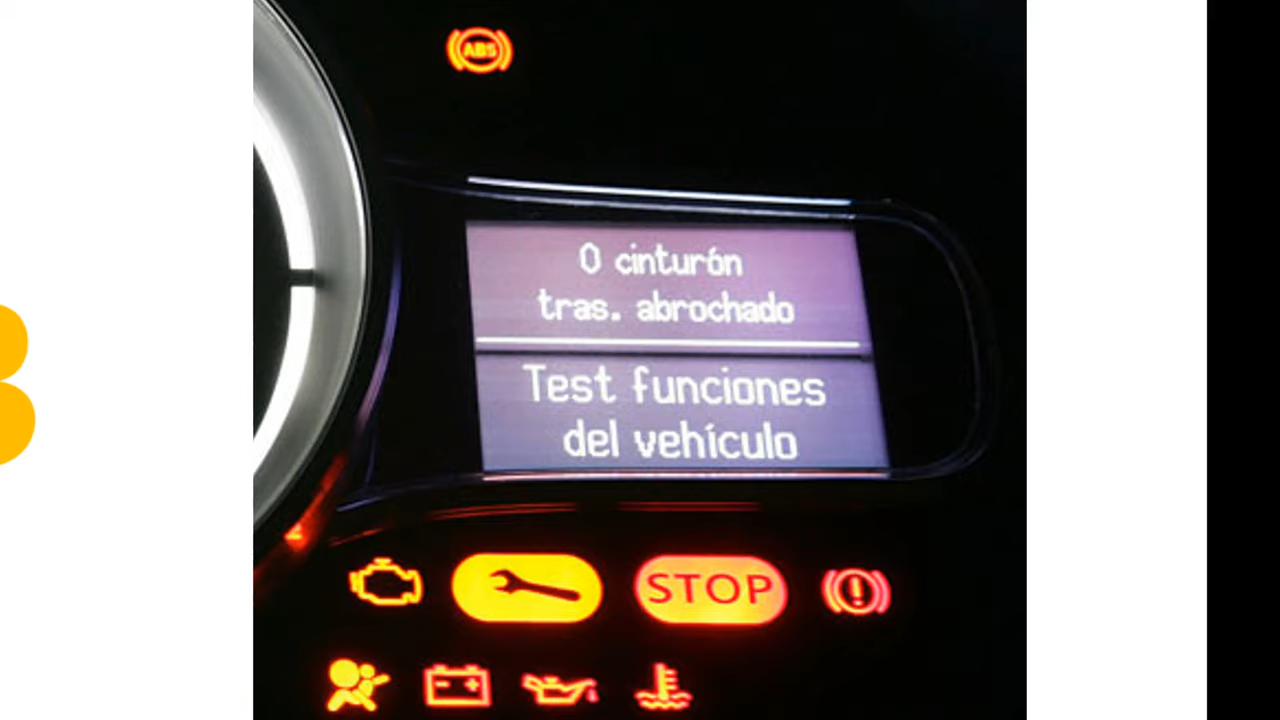 ABS
0 cinturón
tras. abrochado
Test funciones
del vehículo
STOP